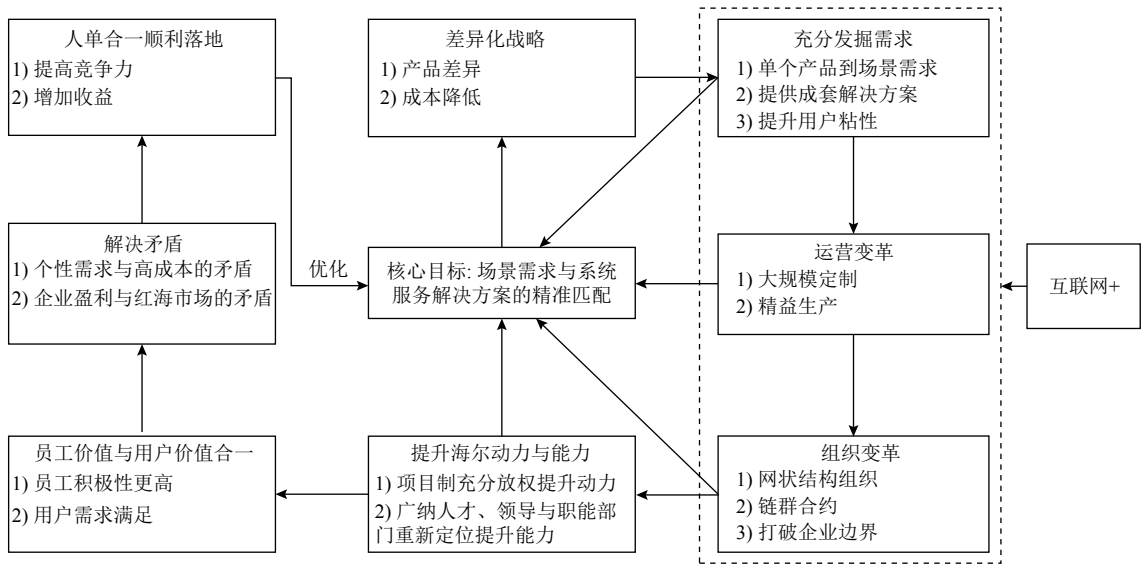 人单合一顺利落地
1) 提高竞争力
2) 增加收益
差异化战略
1) 产品差异
2) 成本降低
充分发掘需求
1) 单个产品到场景需求
2) 提供成套解决方案
3) 提升用户粘性
解决矛盾
1) 个性需求与高成本的矛盾
2) 企业盈利与红海市场的矛盾
优化
核心目标: 场景需求与系统
服务解决方案的精准匹配
运营变革
1) 大规模定制
2) 精益生产
互联网+
员工价值与用户价值合一
1) 员工积极性更高
2) 用户需求满足
提升海尔动力与能力
1) 项目制充分放权提升动力
2) 广纳人才、领导与职能部
门重新定位提升能力
组织变革
1) 网状结构组织
2) 链群合约
3) 打破企业边界